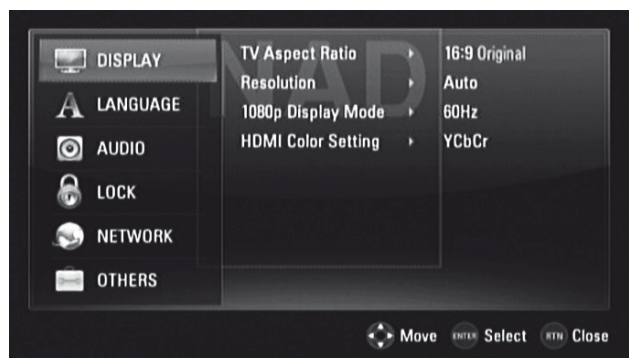 NAD
DISPLAY
LANGUAGE
AUDIO
LOCK
NETWORK
OTHERS
TV Aspect Ratio 16:9 Original
Resolution Auto
1080p Display Mode 60Hz
HDMI Color Setting YCbCr
Move ENTER Select RTN Close